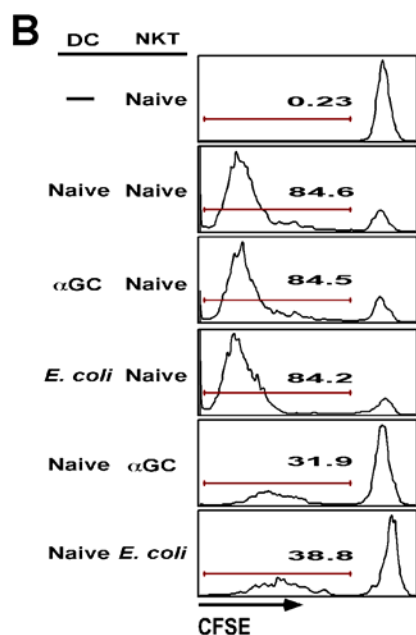 B
DC NKT
— Naive 0.23
Naive Naive 84.6
αGC Naive 84.5
E. coli Naive 84.2
Naive αGC 31.9
Naive E. coli 38.8
CFSE